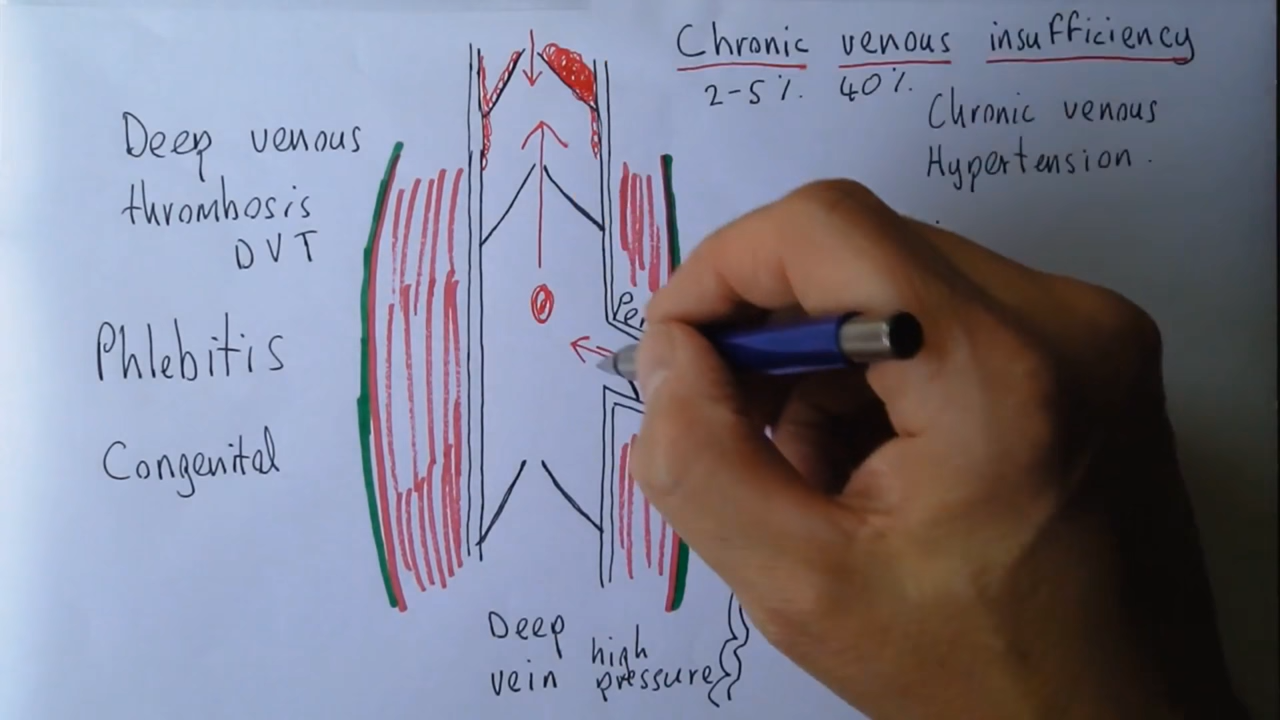 Chronic venous insufficiency
2-5%. 40%.
Chronic venous
Hypertension.
Deep venous
thrombosis
DVT
Phlebitis
Congenital
Deep
vein
high
pressure